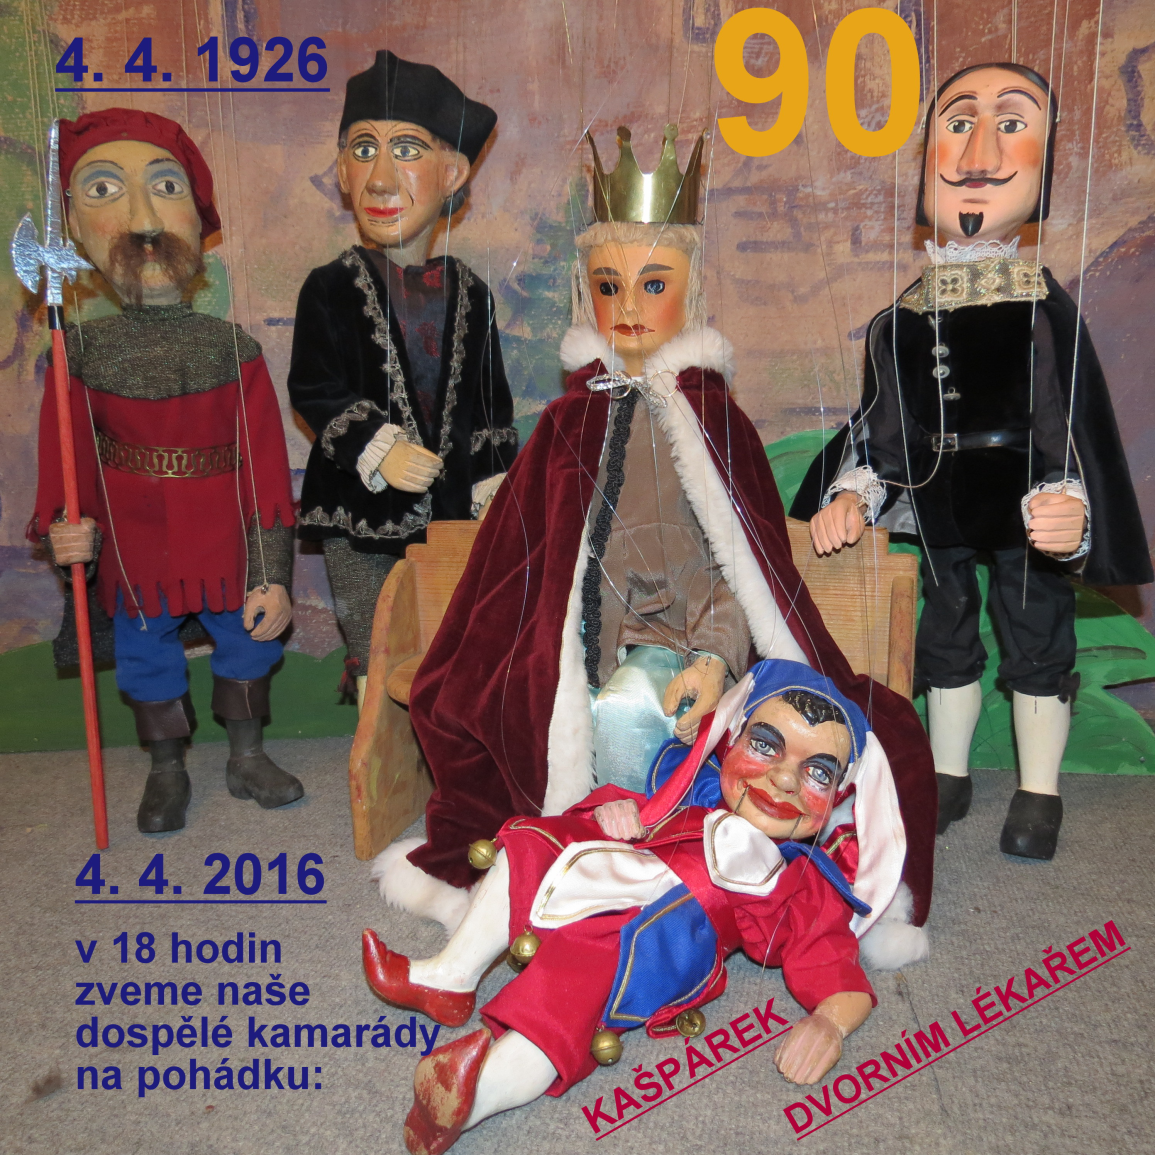 4. 4. 1926
90
4. 4. 2016
v 18 hodin
zveme naše
dospělé kamarády
na pohádku:
KAŠPÁREK
DVORNÍM LÉKAŘEM